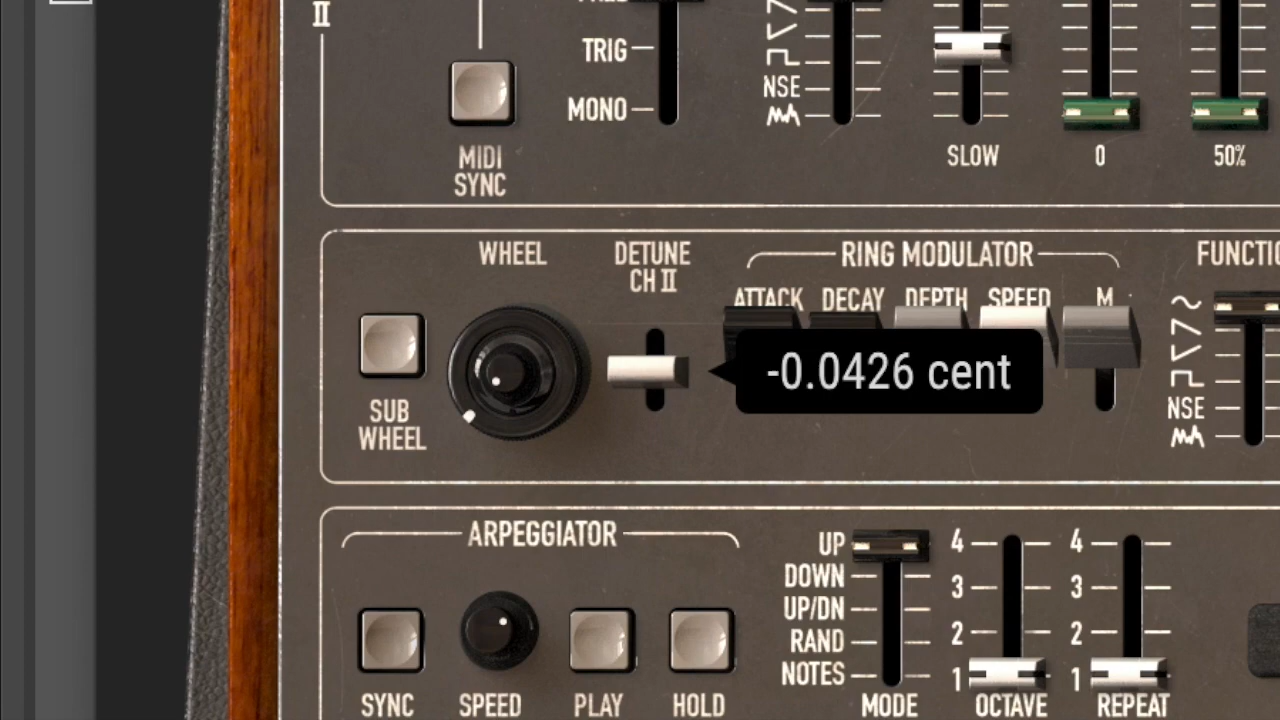 II
TRIG
MONO
NSE
MIDI
SYNC
SLOW
0
50%
WHEEL
DETUNE
CH II
RING MODULATOR
FUNCTIO
ATTACK
DECAY
DEPTH
SPEED
M
-0.0426 cent
SUB
WHEEL
NSE
ARPEGGIATOR
UP
DOWN
UP/DN
RAND
NOTES
4
3
2
1
4
3
2
1
SYNC
SPEED
PLAY
HOLD
MODE
OCTAVE
REPEAT